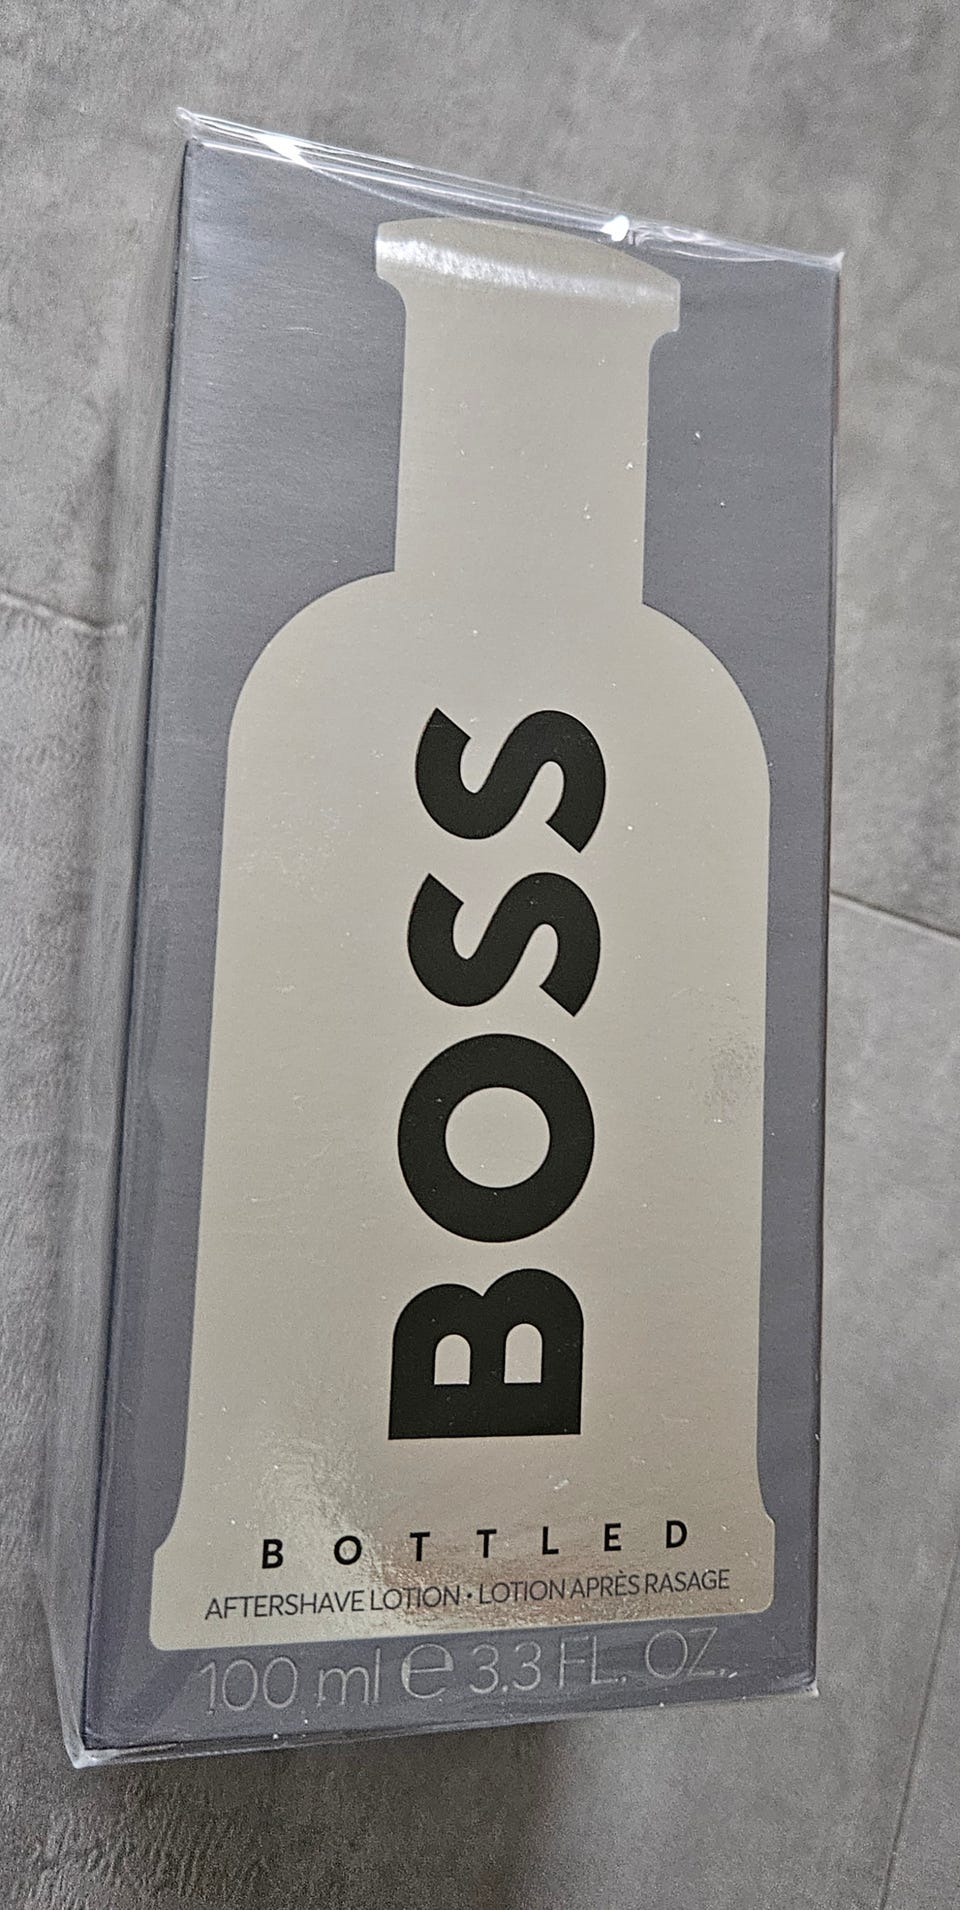 BOSS
BOTTLED
AFTERSHAVE LOTION · LOTION APRÈS RASAGE
100 ml ℮ 3.3 FL. OZ.